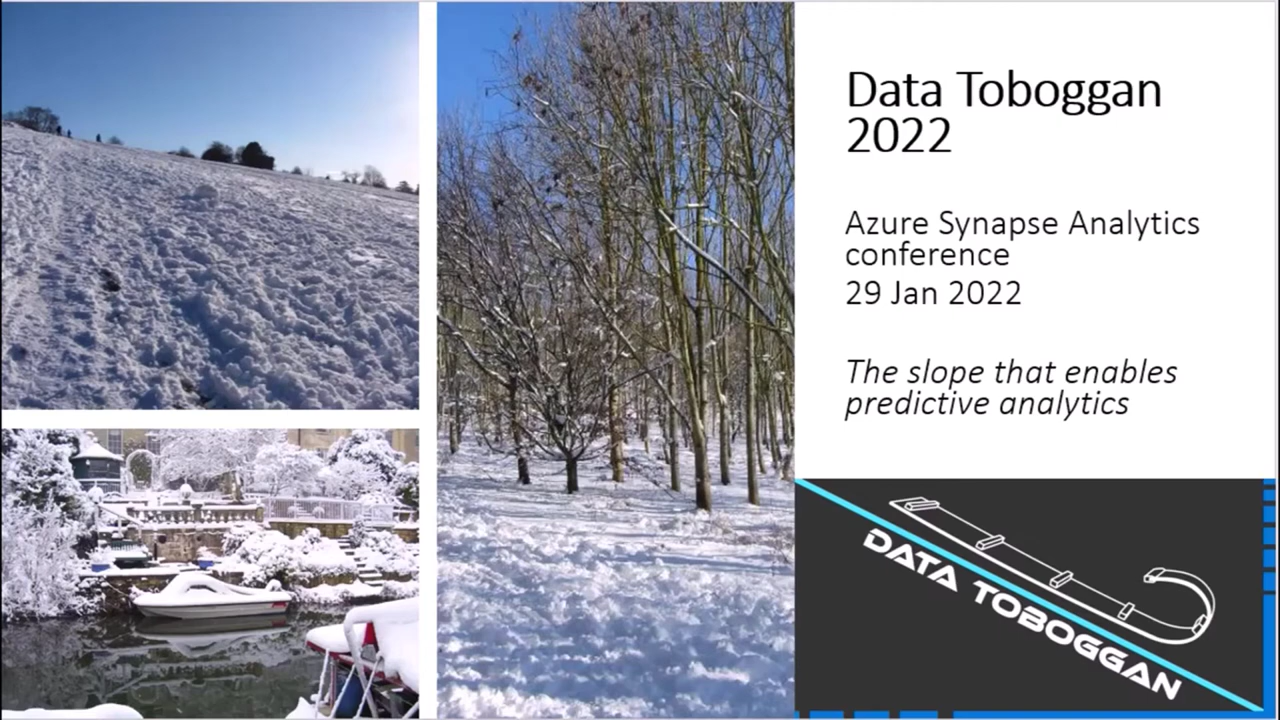 Data Toboggan
2022
Azure Synapse Analytics
conference
29 Jan 2022
The slope that enables
predictive analytics
DATA TOBOGGAN